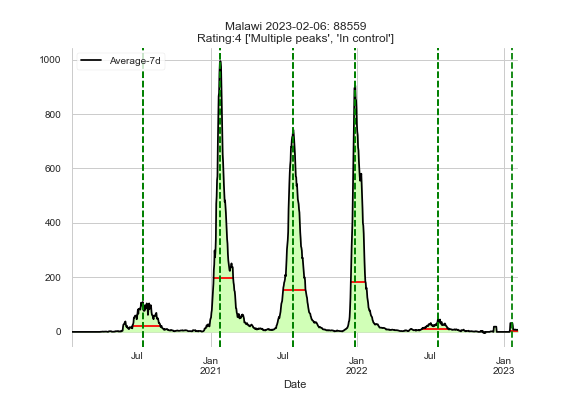 Malawi 2023-02-06: 88559
Rating:4 ['Multiple peaks', 'In control']
Average-7d
1000
800
600
400
200
0
Jul
Jan
2021
Jul
Jan
2022
Jul
Jan
2023
Date